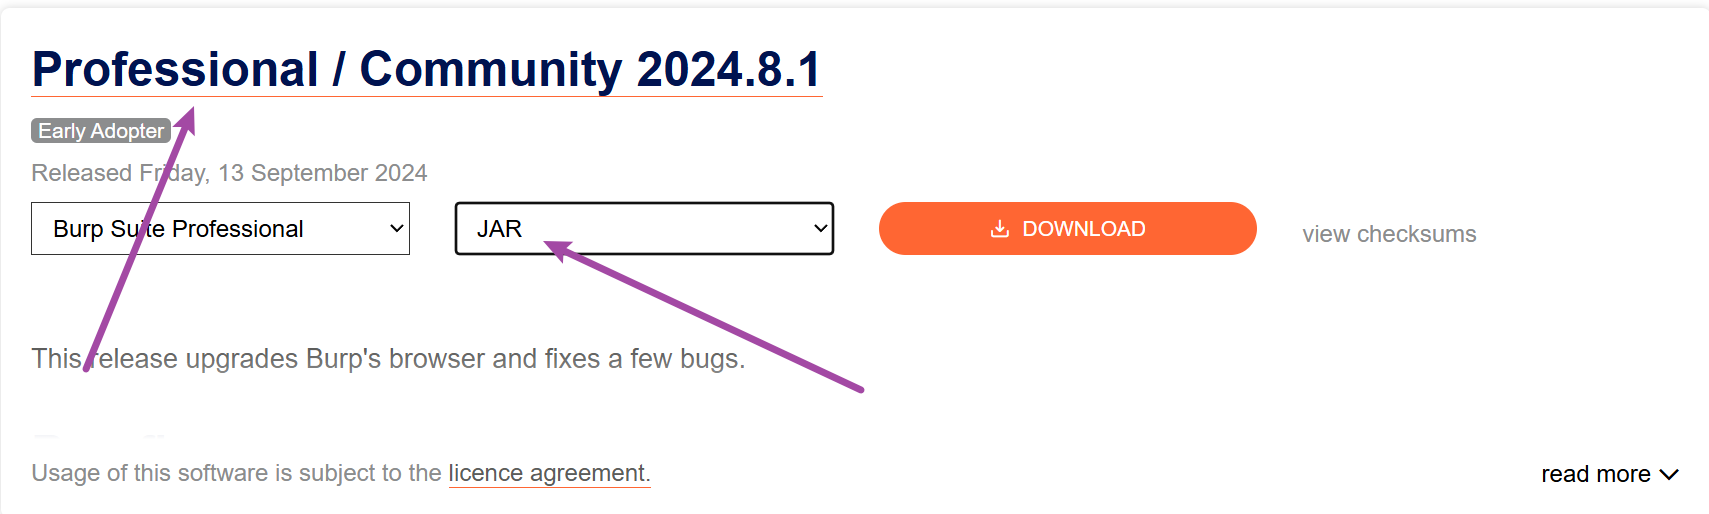 Professional / Community 2024.8.1
Early Adopter
Released Friday, 13 September 2024
Burp Suite Professional
JAR
DOWNLOAD
view checksums
This release upgrades Burp's browser and fixes a few bugs.
Usage of this software is subject to the licence agreement.
read more